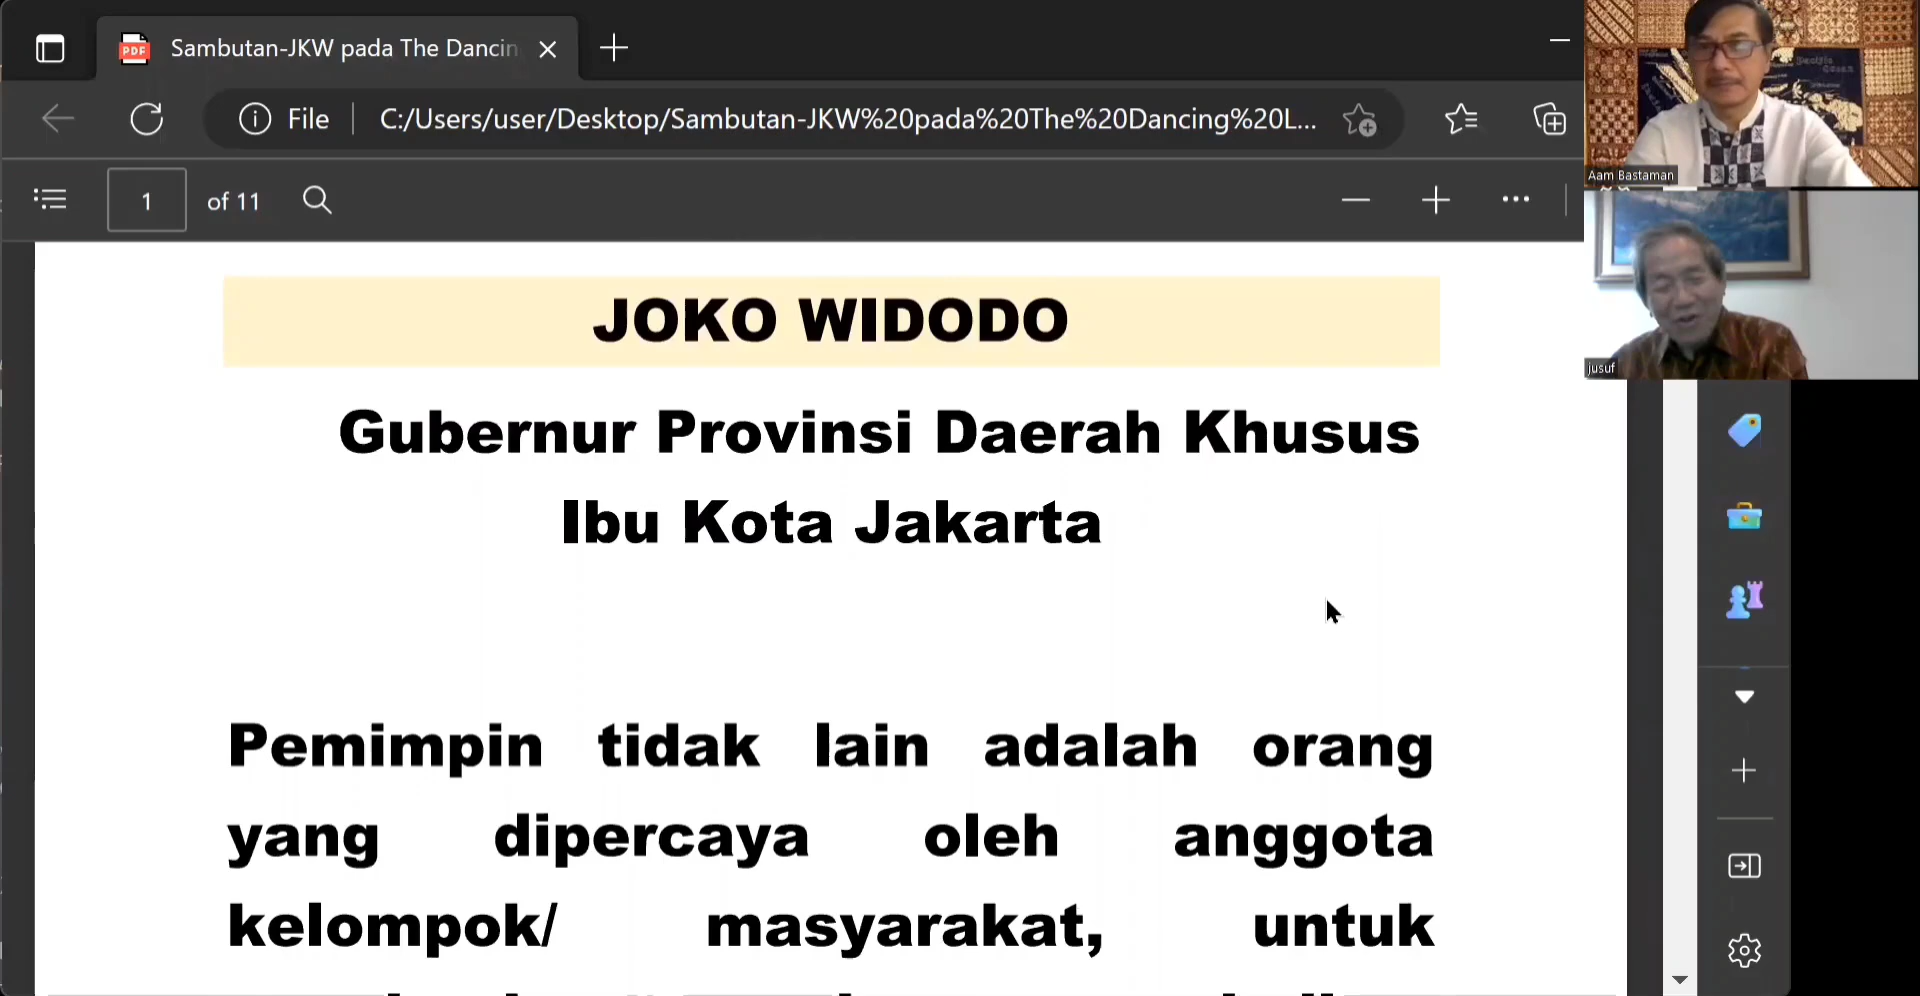 Sambutan-JKW pada The Dancin
File
C:/Users/user/Desktop/Sambutan-JKW%20pada%20The%20Dancing%20L...
1 of 11
Aam Bastaman
jusuf
JOKO WIDODO
Gubernur Provinsi Daerah Khusus
Ibu Kota Jakarta
Pemimpin tidak lain adalah orang
yang dipercaya oleh anggota
kelompok/ masyarakat, untuk